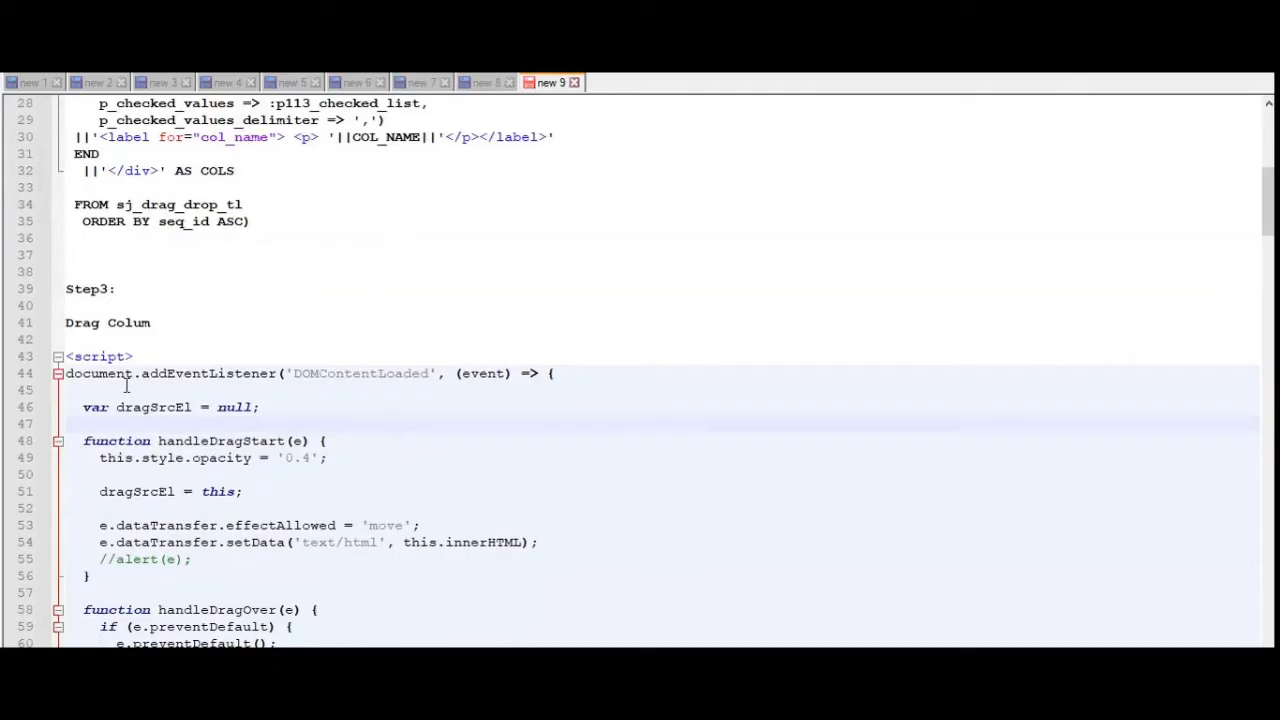 new 1 new 2 new 3 new 4 new 5 new 6 new 7 new 8 new 9
28 p_checked_values => :p113_checked_list,
29 p_checked_values_delimiter => ',')
30 ||'<label for="col_name"> <p> '||COL_NAME||'</p></label>'
31 END
32 ||'</div>' AS COLS
33
34 FROM sj_drag_drop_tl
35 ORDER BY seq_id ASC)
36
37
38
39 Step3:
40
41 Drag Colum
42
43 <script>
44 document.addEventListener('DOMContentLoaded', (event) => {
45
46 var dragSrcEl = null;
47
48 function handleDragStart(e) {
49 this.style.opacity = '0.4';
50
51 dragSrcEl = this;
52
53 e.dataTransfer.effectAllowed = 'move';
54 e.dataTransfer.setData('text/html', this.innerHTML);
55 //alert(e);
56 }
57
58 function handleDragOver(e) {
59 if (e.preventDefault) {
60 e.preventDefault();